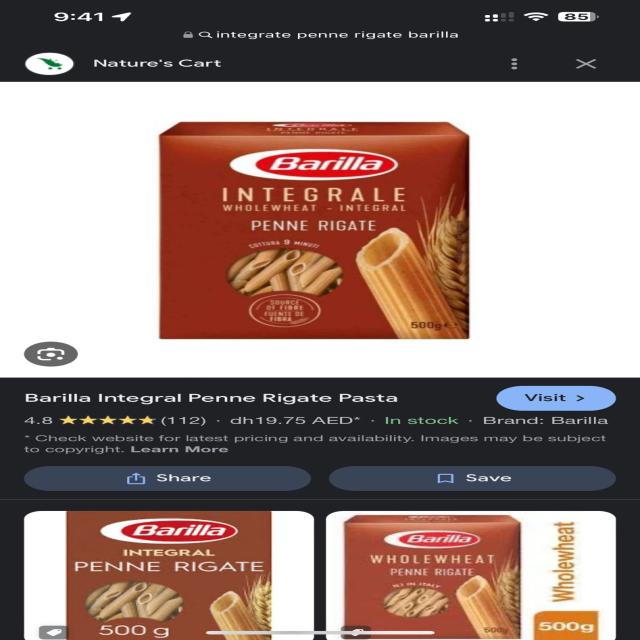 9:41
85
integrate penne rigate barilla
Nature's Cart
Barilla
INTEGRALE
WHOLEWHEAT - INTEGRAL
PENNE RIGATE
COTTURA 9 MINUTI
SOURCE
OF FIBRE
FUENTE DE
FIBRA
500g e
Barilla Integral Penne Rigate Pasta
Visit >
4.8 ★★★★★ (112) · dh19.75 AED* · In stock · Brand: Barilla
* Check website for latest pricing and availability. Images may be subject
to copyright. Learn More
Share
Save
Barilla
INTEGRAL
PENNE RIGATE
500 g
Barilla
WHOLEWHEAT
PENNE RIGATE
N.1 IN ITALY
500g
Wholewheat
500g